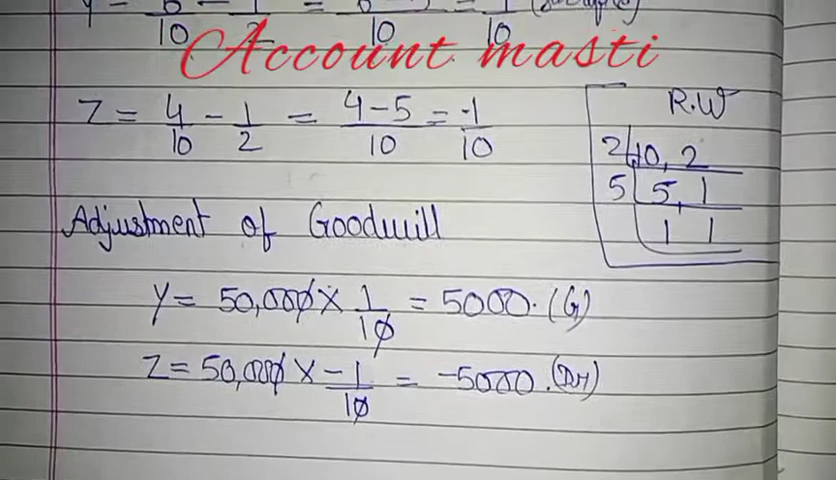 Account masti
Z = 4/10 - 1/2 = 4-5/10 = -1/10
R.W
2 10, 2
5 5, 1
1 1
Adjustment of Goodwill
Y = 50,000 × 1/10 = 5000. (Cr)
Z = 50,000 × -1/10 = -5000. (Dr)